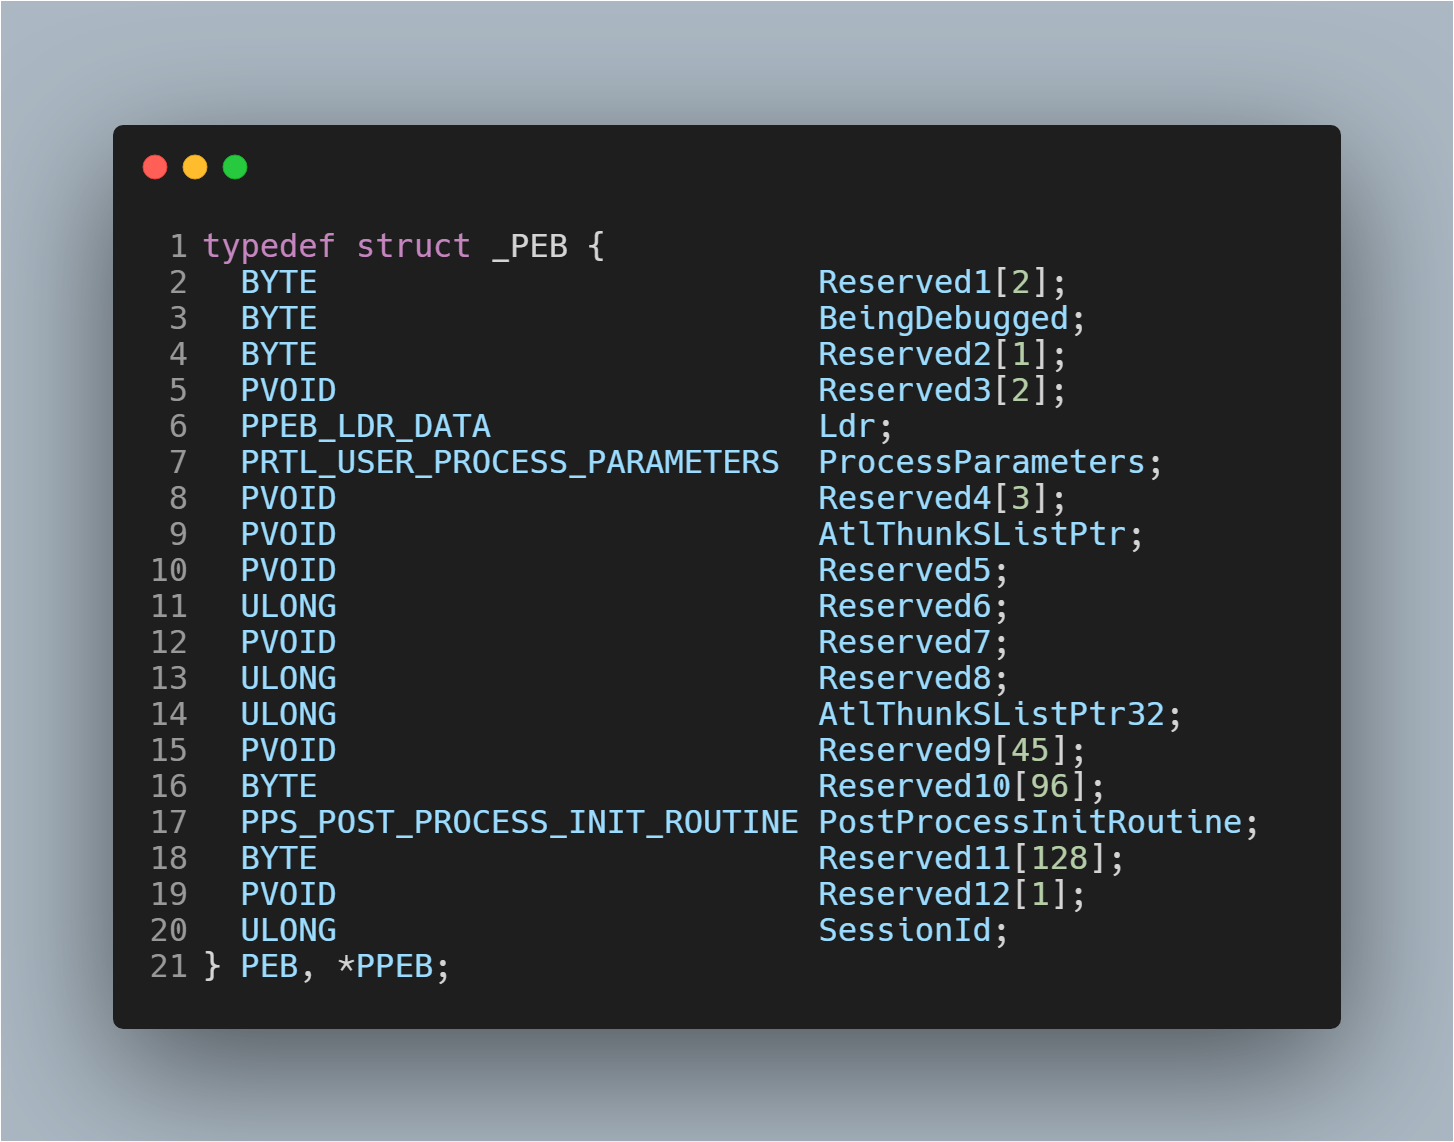 1 typedef struct _PEB {
2   BYTE                          Reserved1[2];
3   BYTE                          BeingDebugged;
4   BYTE                          Reserved2[1];
5   PVOID                         Reserved3[2];
6   PPEB_LDR_DATA                 Ldr;
7   PRTL_USER_PROCESS_PARAMETERS  ProcessParameters;
8   PVOID                         Reserved4[3];
9   PVOID                         AtlThunkSListPtr;
10   PVOID                         Reserved5;
11   ULONG                         Reserved6;
12   PVOID                         Reserved7;
13   ULONG                         Reserved8;
14   ULONG                         AtlThunkSListPtr32;
15   PVOID                         Reserved9[45];
16   BYTE                          Reserved10[96];
17   PPS_POST_PROCESS_INIT_ROUTINE PostProcessInitRoutine;
18   BYTE                          Reserved11[128];
19   PVOID                         Reserved12[1];
20   ULONG                         SessionId;
21 } PEB, *PPEB;